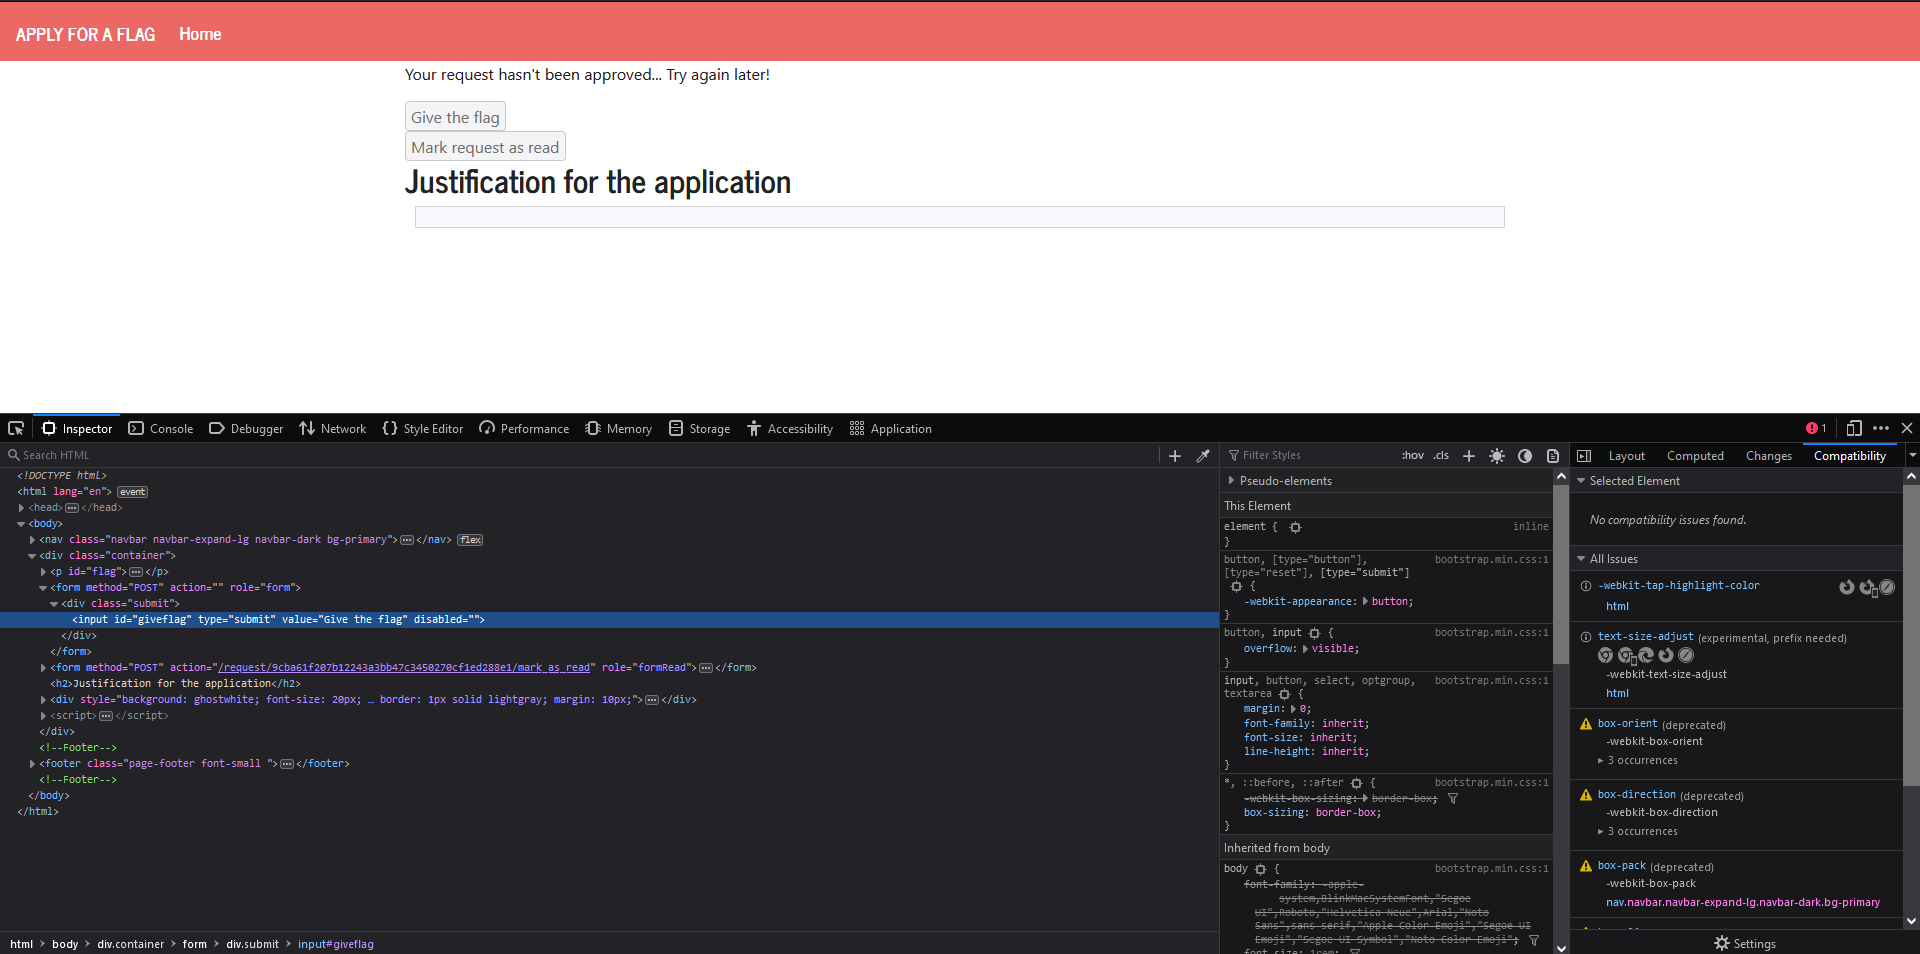 APPLY FOR A FLAG Home
Your request hasn't been approved... Try again later!
Give the flag
Mark request as read
Justification for the application
Inspector Console Debugger Network Style Editor Performance Memory Storage Accessibility Application 1
Search HTML
<!DOCTYPE html>
<html lang="en"> event
<head> </head>
<body>
<nav class="navbar navbar-expand-lg navbar-dark bg-primary"> </nav> flex
<div class="container">
<p id="flag"> </p>
<form method="POST" action="" role="form">
<div class="submit">
<input id="giveflag" type="submit" value="Give the flag" disabled="">
</div>
</form>
<form method="POST" action="/request/9cba61f207b12243a3bb47c3450270cf1ed288e1/mark_as_read" role="formRead"> </form>
<h2>Justification for the application</h2>
<div style="background: ghostwhite; font-size: 20px; … border: 1px solid lightgray; margin: 10px;"> </div>
<script> </script>
</div>
<!--Footer-->
<footer class="page-footer font-small "> </footer>
<!--Footer-->
</body>
</html>
html > body > div.container > form > div.submit > input#giveflag
Filter Styles :hov .cls
Pseudo-elements
This Element
element { inline
}
button, [type="button"], bootstrap.min.css:1
[type="reset"], [type="submit"]
{
-webkit-appearance: button;
}
button, input { bootstrap.min.css:1
overflow: visible;
}
input, button, select, optgroup, bootstrap.min.css:1
textarea {
margin: 0;
font-family: inherit;
font-size: inherit;
line-height: inherit;
}
*, ::before, ::after { bootstrap.min.css:1
-webkit-box-sizing: border-box;
box-sizing: border-box;
}
Inherited from body
body { bootstrap.min.css:1
font-family: -apple-
system,BlinkMacSystemFont,"Segoe
UI",Roboto,"Helvetica Neue",Arial,"Noto
Sans",sans-serif,"Apple Color Emoji","Segoe UI
Emoji","Segoe UI Symbol","Noto Color Emoji";
font-size: 1rem;
Layout Computed Changes Compatibility
Selected Element
No compatibility issues found.
All Issues
-webkit-tap-highlight-color
html
text-size-adjust (experimental, prefix needed)
-webkit-text-size-adjust
html
box-orient (deprecated)
-webkit-box-orient
3 occurrences
box-direction (deprecated)
-webkit-box-direction
3 occurrences
box-pack (deprecated)
-webkit-box-pack
nav.navbar.navbar-expand-lg.navbar-dark.bg-primary
Settings